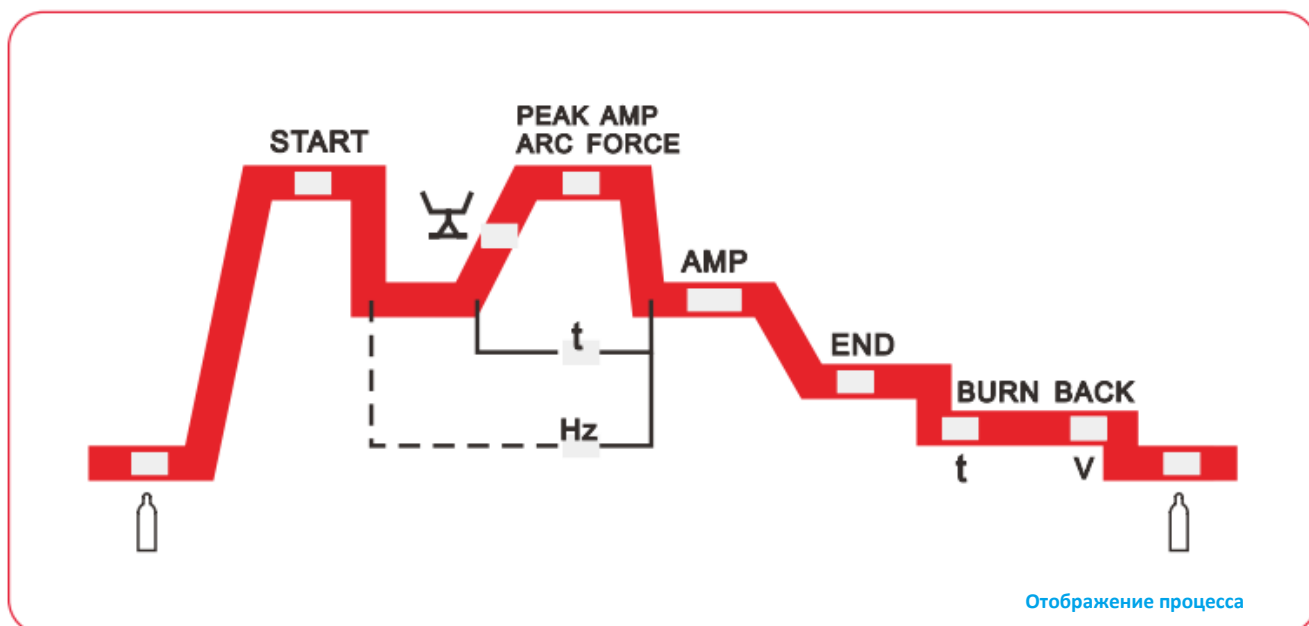 START
PEAK AMP
ARC FORCE
AMP
t
END
BURN BACK
Hz
t
V
Отображение процесса